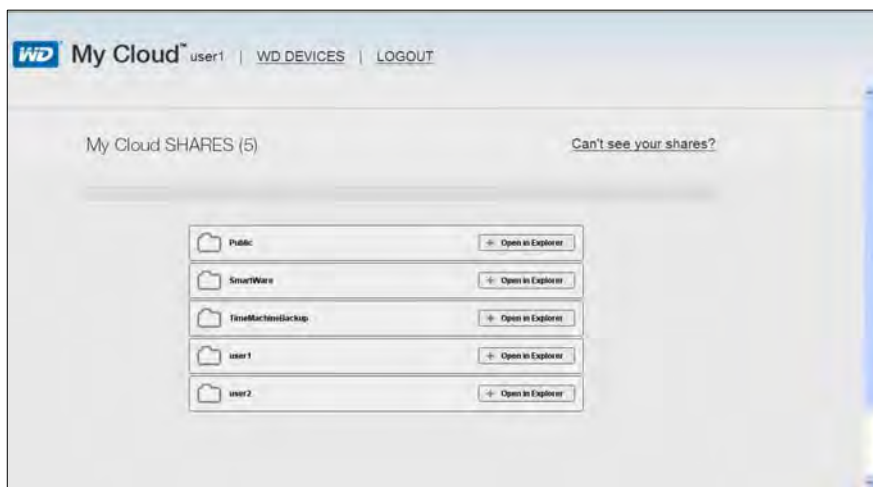 WD My Cloud™ user1 | WD DEVICES | LOGOUT
My Cloud SHARES (5) Can't see your shares?
Public + Open in Explorer
SmartWare + Open in Explorer
TimeMachineBackup + Open in Explorer
user1 + Open in Explorer
user2 + Open in Explorer